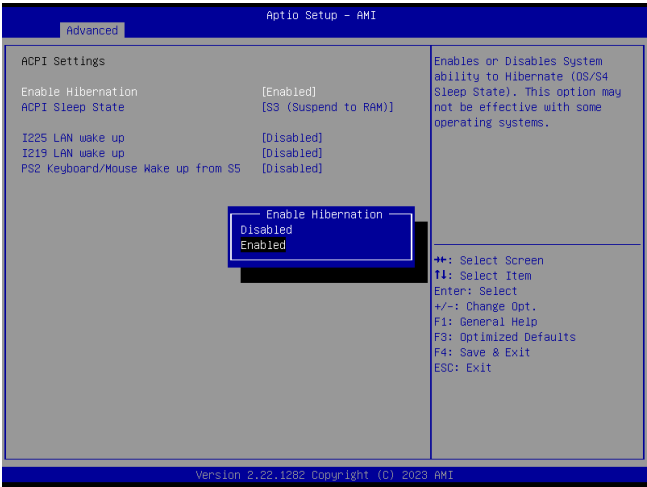 Aptio Setup – AMI
Advanced
ACPI Settings
Enable Hibernation [Enabled]
ACPI Sleep State [S3 (Suspend to RAM)]
I225 LAN wake up [Disabled]
I219 LAN wake up [Disabled]
PS2 Keyboard/Mouse Wake up from S5 [Disabled]
Enable Hibernation
Disabled
Enabled
Enables or Disables System
ability to Hibernate (OS/S4
Sleep State). This option may
not be effective with some
operating systems.
→←: Select Screen
↑↓: Select Item
Enter: Select
+/-: Change Opt.
F1: General Help
F3: Optimized Defaults
F4: Save & Exit
ESC: Exit
Version 2.22.1282 Copyright (C) 2023 AMI